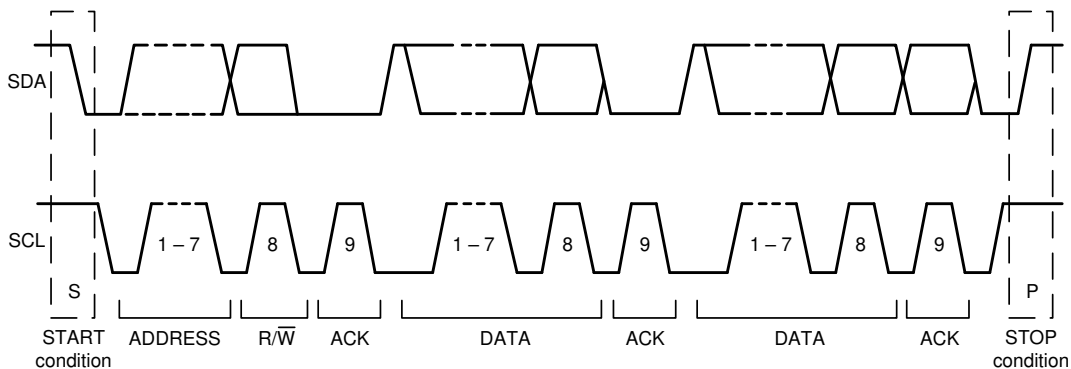 SDA
SCL
1 – 7
8
9
1 – 7
8
9
1 – 7
8
9
S
P
START
condition
ADDRESS
R/W̅
ACK
DATA
ACK
DATA
ACK
STOP
condition